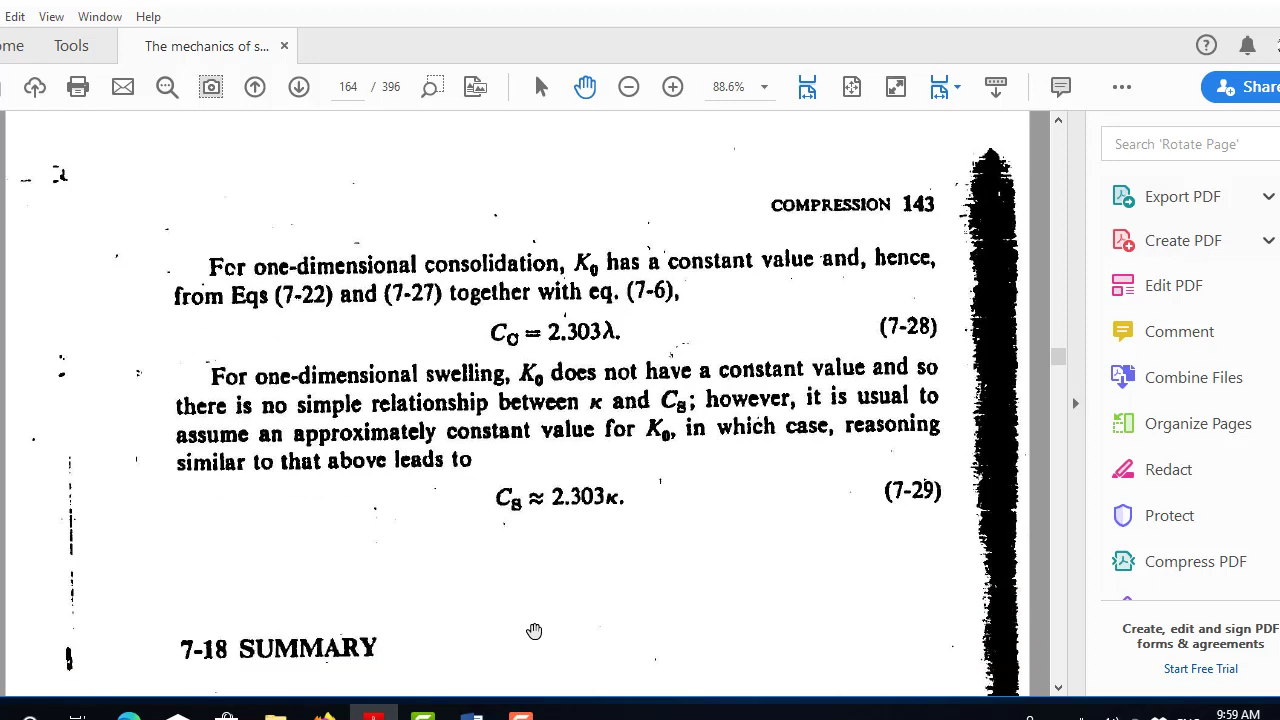 Edit View Window Help
ome Tools The mechanics of s... ×
164 / 396 88.6% Share
Search 'Rotate Page'
Export PDF
Create PDF
Edit PDF
Comment
Combine Files
Organize Pages
Redact
Protect
Compress PDF
Create, edit and sign PDF
forms & agreements
Start Free Trial
COMPRESSION 143
For one-dimensional consolidation, K₀ has a constant value and, hence,
from Eqs (7-22) and (7-27) together with eq. (7-6),
C_C = 2.303λ. (7-28)
For one-dimensional swelling, K₀ does not have a constant value and so
there is no simple relationship between κ and C_S; however, it is usual to
assume an approximately constant value for K₀, in which case, reasoning
similar to that above leads to
C_S ≈ 2.303κ. (7-29)
7-18 SUMMARY
9:59 AM